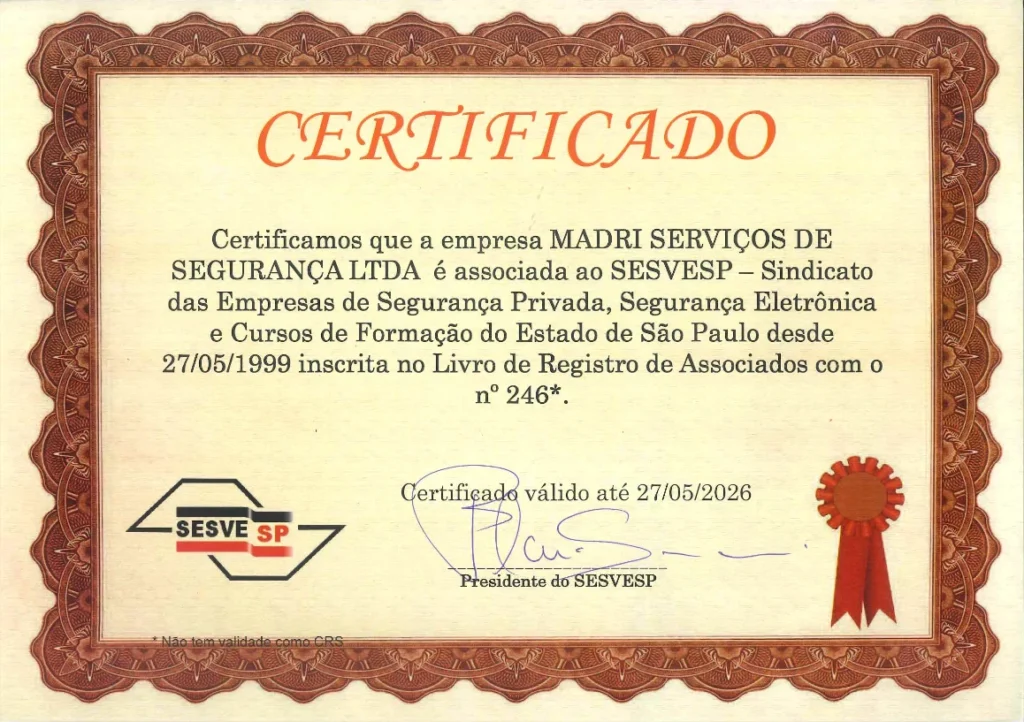 CERTIFICADO
Certificamos que a empresa MADRI SERVIÇOS DE
SEGURANÇA LTDA é associada ao SESVESP – Sindicato
das Empresas de Segurança Privada, Segurança Eletrônica
e Cursos de Formação do Estado de São Paulo desde
27/05/1999 inscrita no Livro de Registro de Associados com o
nº 246*.
Certificado válido até 27/05/2026
SESVE SP
Presidente do SESVESP
* Não tem validade como CRS